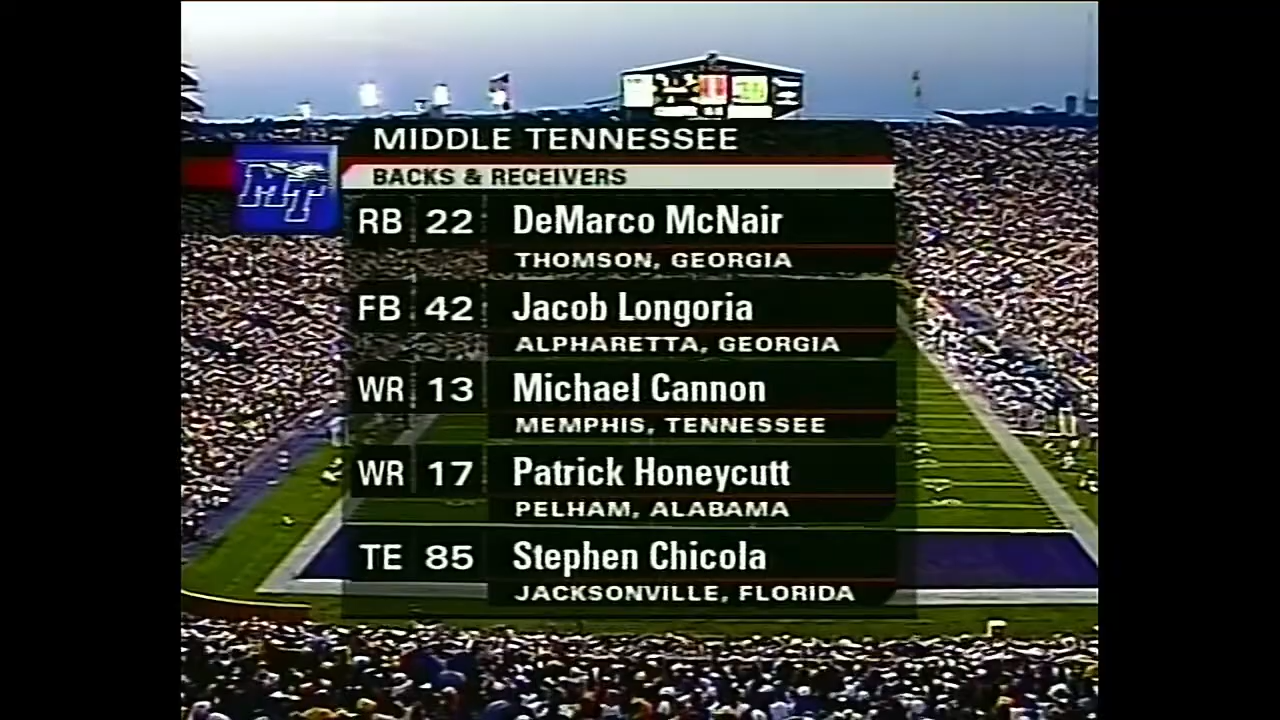 MIDDLE TENNESSEE
MT
BACKS & RECEIVERS
RB 22 DeMarco McNair
THOMSON, GEORGIA
FB 42 Jacob Longoria
ALPHARETTA, GEORGIA
WR 13 Michael Cannon
MEMPHIS, TENNESSEE
WR 17 Patrick Honeycutt
PELHAM, ALABAMA
TE 85 Stephen Chicola
JACKSONVILLE, FLORIDA